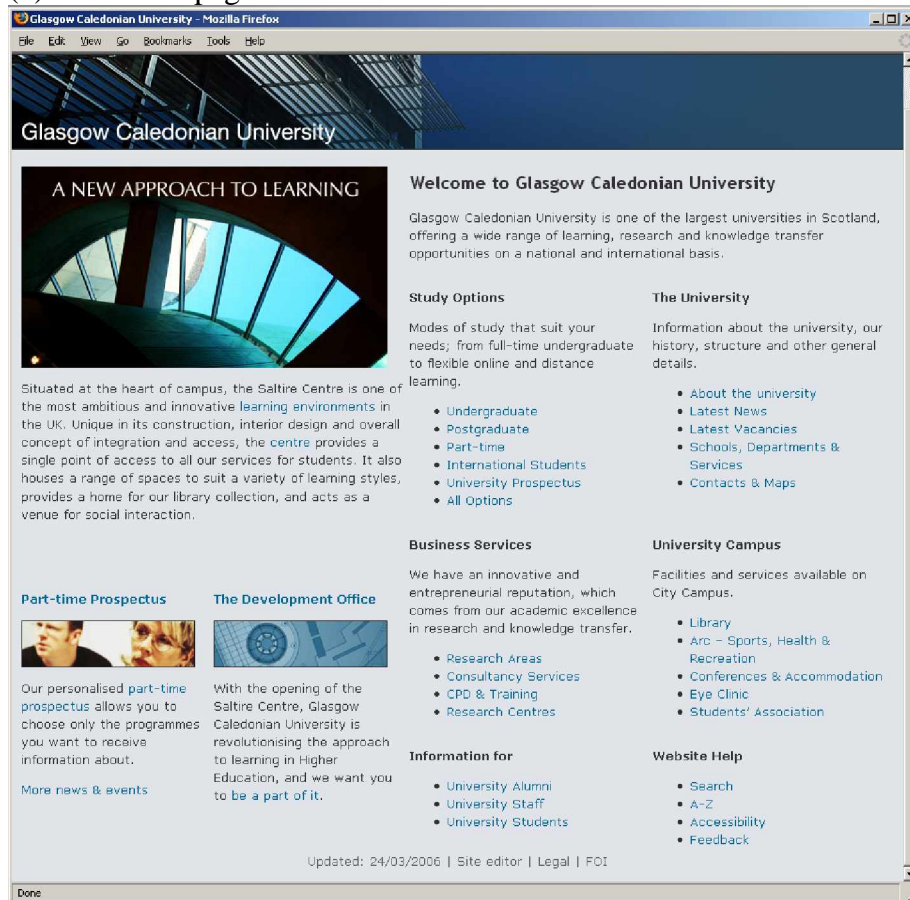 Glasgow Caledonian University - Mozilla Firefox
File Edit View Go Bookmarks Tools Help
Glasgow Caledonian University
A NEW APPROACH TO LEARNING
Situated at the heart of campus, the Saltire Centre is one of
the most ambitious and innovative learning environments in
the UK. Unique in its construction, interior design and overall
concept of integration and access, the centre provides a
single point of access to all our services for students. It also
houses a range of spaces to suit a variety of learning styles,
provides a home for our library collection, and acts as a
venue for social interaction.
Part-time Prospectus
Our personalised part-time
prospectus allows you to
choose only the programmes
you want to receive
information about.
More news & events
The Development Office
With the opening of the
Saltire Centre, Glasgow
Caledonian University is
revolutionising the approach
to learning in Higher
Education, and we want you
to be a part of it.
Welcome to Glasgow Caledonian University
Glasgow Caledonian University is one of the largest universities in Scotland,
offering a wide range of learning, research and knowledge transfer
opportunities on a national and international basis.
Study Options
Modes of study that suit your
needs; from full-time undergraduate
to flexible online and distance
learning.
• Undergraduate
• Postgraduate
• Part-time
• International Students
• University Prospectus
• All Options
The University
Information about the university, our
history, structure and other general
details.
• About the university
• Latest News
• Latest Vacancies
• Schools, Departments &
Services
• Contacts & Maps
Business Services
We have an innovative and
entrepreneurial reputation, which
comes from our academic excellence
in research and knowledge transfer.
• Research Areas
• Consultancy Services
• CPD & Training
• Research Centres
University Campus
Facilities and services available on
City Campus.
• Library
• Arc - Sports, Health &
Recreation
• Conferences & Accommodation
• Eye Clinic
• Students' Association
Information for
• University Alumni
• University Staff
• University Students
Website Help
• Search
• A-Z
• Accessibility
• Feedback
Updated: 24/03/2006 | Site editor | Legal | FOI
Done